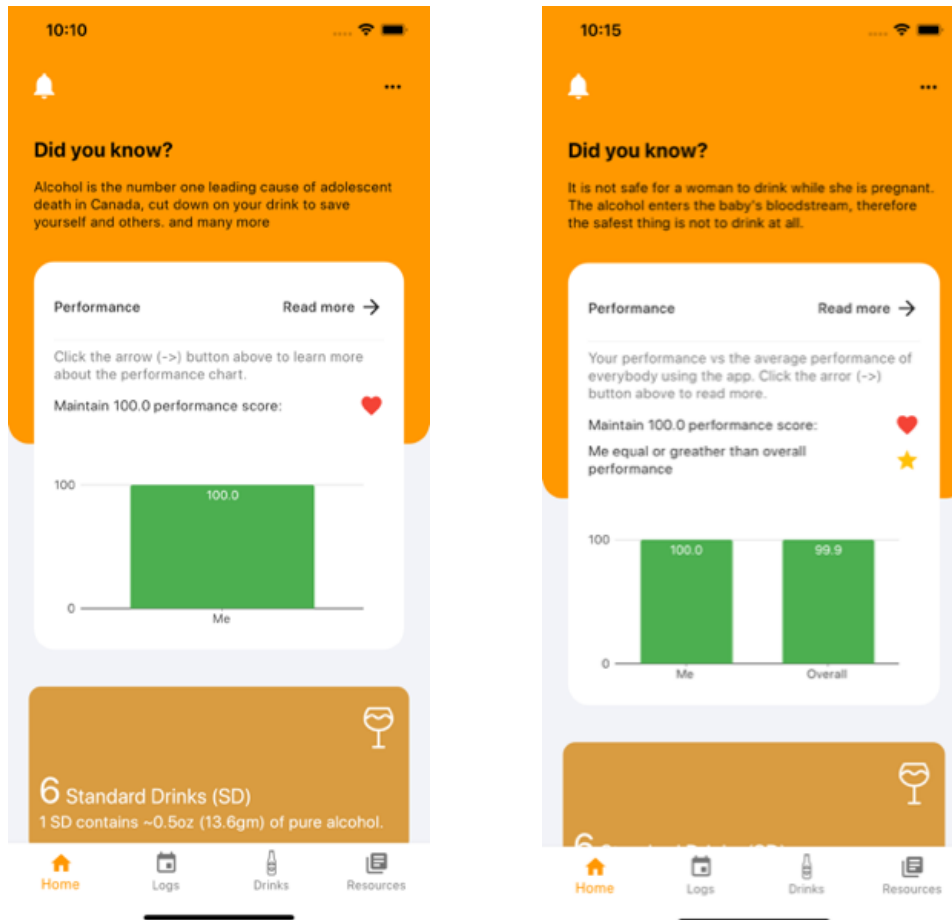 10:10
Did you know?
Alcohol is the number one leading cause of adolescent
death in Canada, cut down on your drink to save
yourself and others. and many more
Performance
Read more →
Click the arrow (->) button above to learn more
about the performance chart.
Maintain 100.0 performance score:
100
100.0
0
Me
6 Standard Drinks (SD)
1 SD contains ~0.5oz (13.6gm) of pure alcohol.
Home
Logs
Drinks
Resources
10:15
Did you know?
It is not safe for a woman to drink while she is pregnant.
The alcohol enters the baby's bloodstream, therefore
the safest thing is not to drink at all.
Performance
Read more →
Your performance vs the average performance of
everybody using the app. Click the arror (->)
button above to read more.
Maintain 100.0 performance score:
Me equal or greather than overall
performance
100
100.0
99.9
0
Me
Overall
Home
Logs
Drinks
Resources